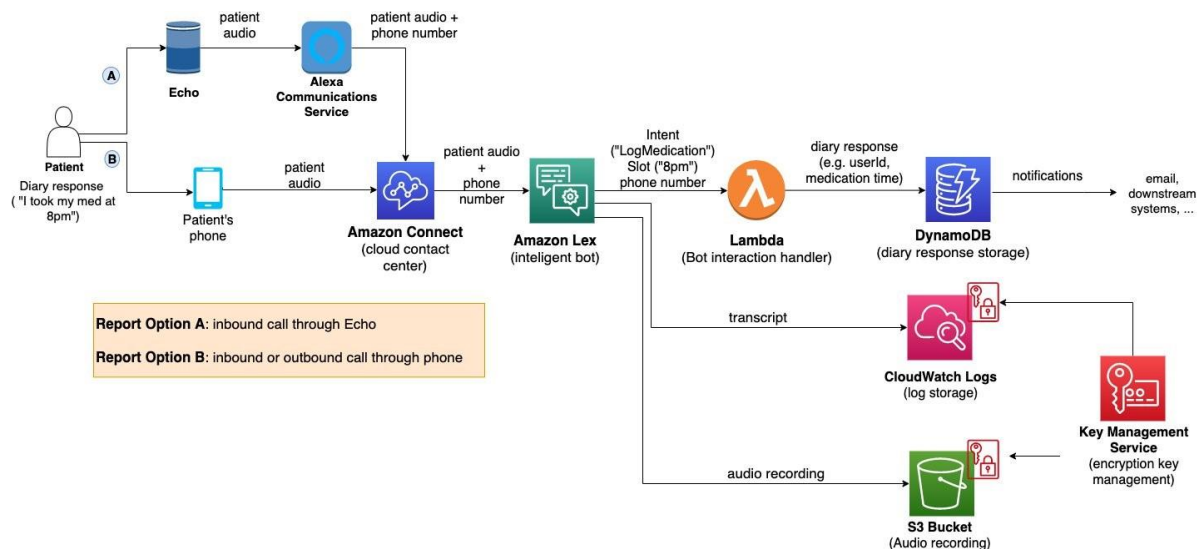 patient
audio
patient audio +
phone number
A
Echo
Alexa
Communications
Service
B
Patient
Diary response
( "I took my med at
8pm")
Patient's
phone
patient
audio
Amazon Connect
(cloud contact
center)
patient audio
+
phone
number
Amazon Lex
(inteligent bot)
Intent
("LogMedication")
Slot ("8pm")
phone number
Lambda
(Bot interaction handler)
diary response
(e.g. userId,
medication time)
DynamoDB
(diary response storage)
notifications
email,
downstream
systems, ...
Report Option A: inbound call through Echo
Report Option B: inbound or outbound call through phone
transcript
CloudWatch Logs
(log storage)
Key Management
Service
(encryption key
management)
audio recording
S3 Bucket
(Audio recording)